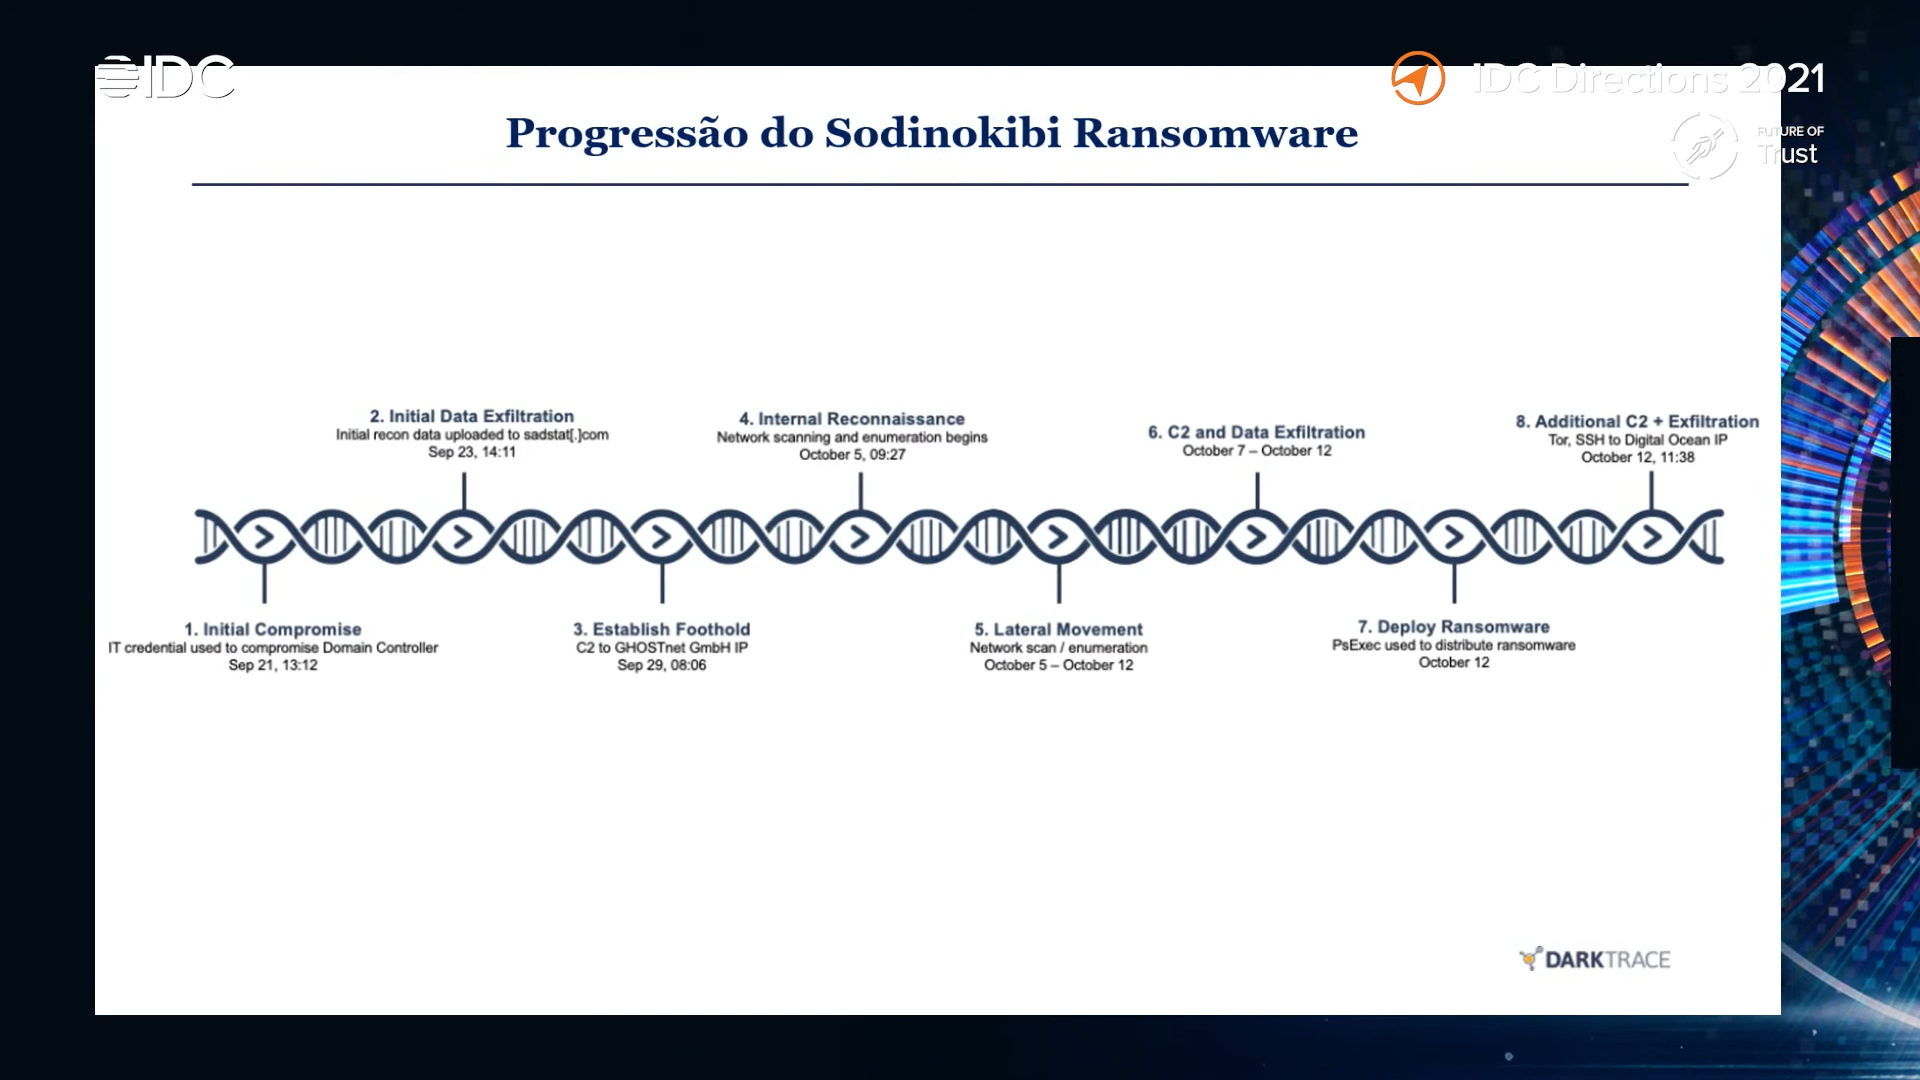 IDC
IDC Directions 2021
FUTURE OF
Trust
Progressão do Sodinokibi Ransomware
2. Initial Data Exfiltration
Initial recon data uploaded to sadstat[.]com
Sep 23, 14:11
4. Internal Reconnaissance
Network scanning and enumeration begins
October 5, 09:27
6. C2 and Data Exfiltration
October 7 – October 12
8. Additional C2 + Exfiltration
Tor, SSH to Digital Ocean IP
October 12, 11:38
1. Initial Compromise
IT credential used to compromise Domain Controller
Sep 21, 13:12
3. Establish Foothold
C2 to GHOSTnet GmbH IP
Sep 29, 08:06
5. Lateral Movement
Network scan / enumeration
October 5 – October 12
7. Deploy Ransomware
PsExec used to distribute ransomware
October 12
DARKTRACE